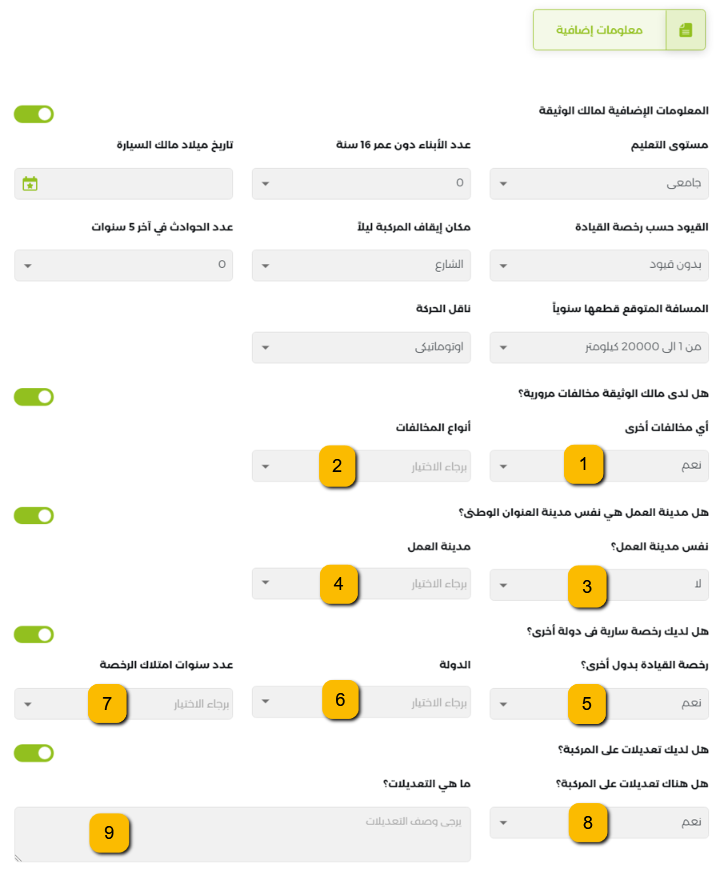 معلومات إضافية
المعلومات الإضافية لمالك الوثيقة
مستوى التعليم
عدد الأبناء دون عمر 16 سنة
تاريخ ميلاد مالك السيارة
جامعى
0
القيود حسب رخصة القيادة
مكان إيقاف المركبة ليلاً
عدد الحوادث في آخر 5 سنوات
بدون قيود
الشارع
0
المسافة المتوقع قطعها سنوياً
ناقل الحركة
من 1 الى 20000 كيلومتر
اوتوماتيكى
هل لدى مالك الوثيقة مخالفات مرورية؟
أي مخالفات أخرى
أنواع المخالفات
نعم
1
برجاء الاختيار
2
هل مدينة العمل هي نفس مدينة العنوان الوطنى؟
نفس مدينة العمل؟
مدينة العمل
لا
3
برجاء الاختيار
4
هل لديك رخصة سارية فى دولة أخرى؟
رخصة القيادة بدول أخرى؟
الدولة
عدد سنوات امتلاك الرخصة
نعم
5
برجاء الاختيار
6
برجاء الاختيار
7
هل لديك تعديلات على المركبة؟
هل هناك تعديلات على المركبة؟
ما هي التعديلات؟
نعم
8
يرجى وصف التعديلات
9